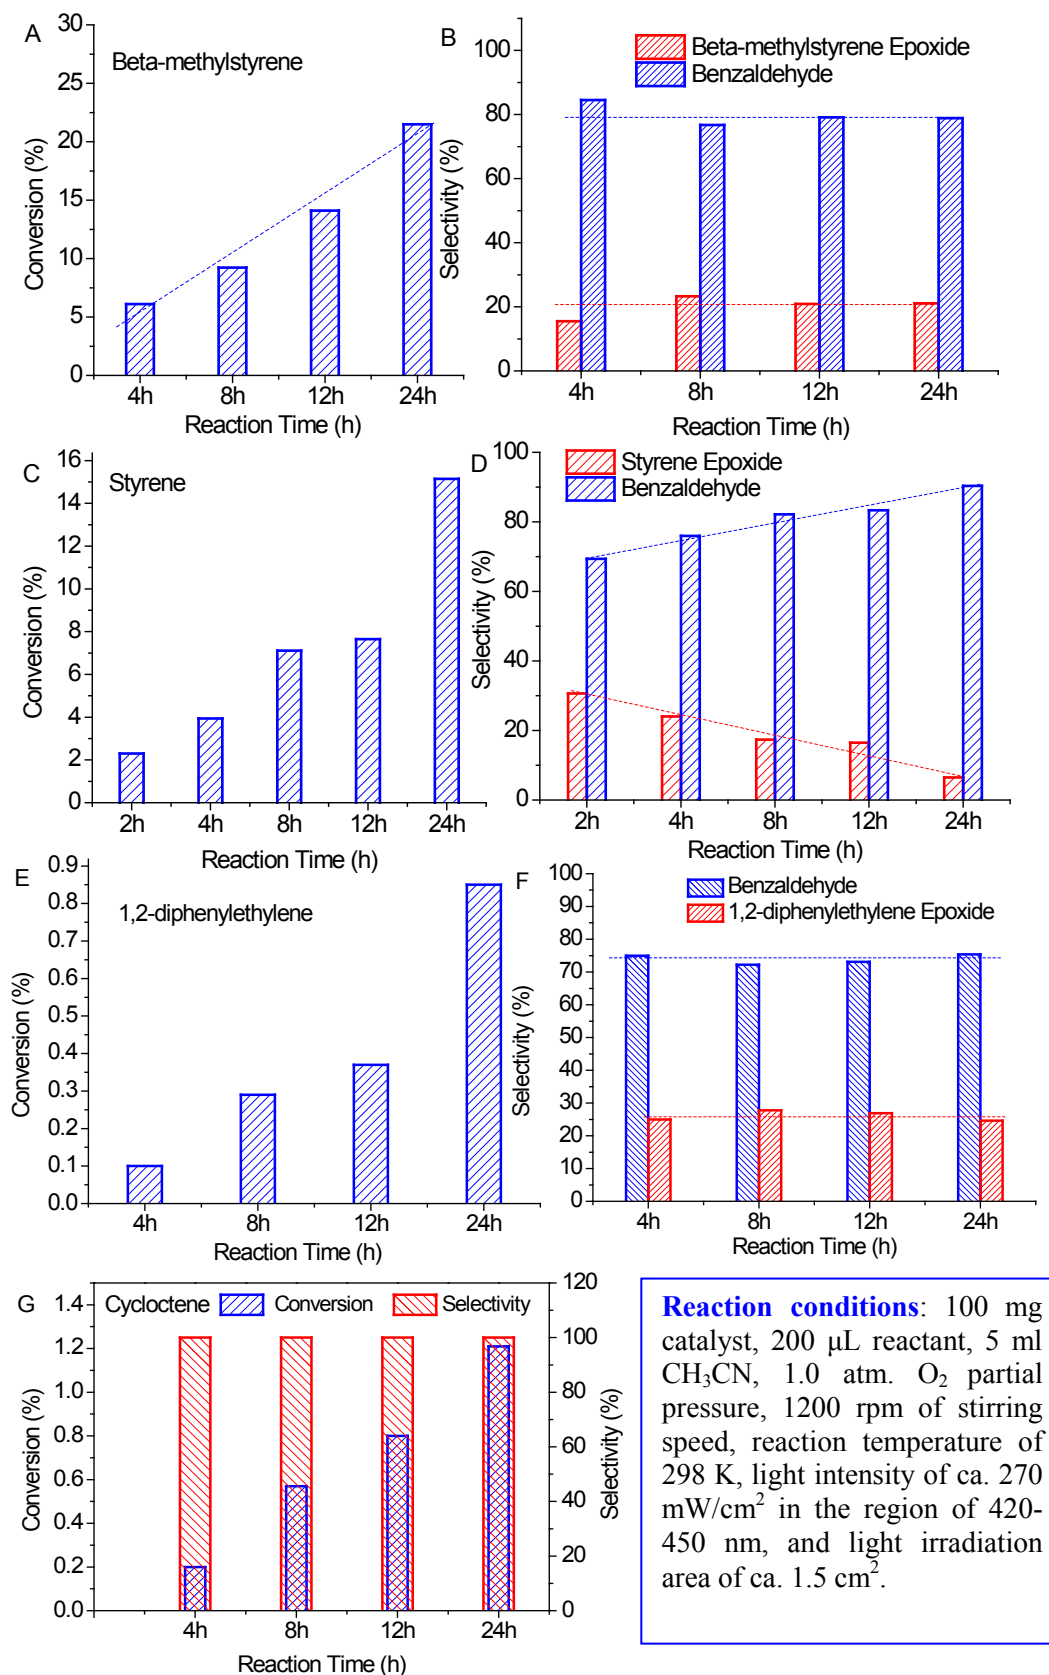 A
30
25
20
15
10
5
0
Conversion (%)
Beta-methylstyrene
4h 8h 12h 24h
Reaction Time (h)
B
100
80
60
40
20
0
Selectivity (%)
Beta-methylstyrene Epoxide
Benzaldehyde
4h 8h 12h 24h
Reaction Time (h)
C
16
14
12
10
8
6
4
2
0
Conversion (%)
Styrene
2h 4h 8h 12h 24h
Reaction Time (h)
D
100
80
60
40
20
0
Selectivity (%)
Styrene Epoxide
Benzaldehyde
2h 4h 8h 12h 24h
Reaction Time (h)
E
0.9
0.8
0.7
0.6
0.5
0.4
0.3
0.2
0.1
0.0
Conversion (%)
1,2-diphenylethylene
4h 8h 12h 24h
Reaction Time (h)
F
100
90
80
70
60
50
40
30
20
10
0
Selectivity (%)
Benzaldehyde
1,2-diphenylethylene Epoxide
4h 8h 12h 24h
Reaction Time (h)
G
1.4
1.2
1.0
0.8
0.6
0.4
0.2
0.0
Conversion (%)
Cycloctene Conversion Selectivity
120
100
80
60
40
20
0
Selectivity (%)
4h 8h 12h 24h
Reaction Time (h)
Reaction conditions: 100 mg
catalyst, 200 μL reactant, 5 ml
CH₃CN, 1.0 atm. O₂ partial
pressure, 1200 rpm of stirring
speed, reaction temperature of
298 K, light intensity of ca. 270
mW/cm² in the region of 420-
450 nm, and light irradiation
area of ca. 1.5 cm².